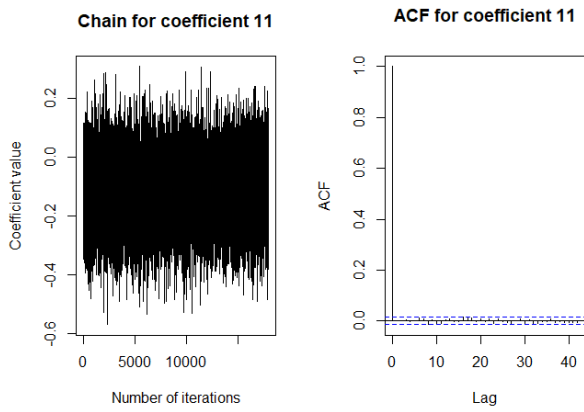 Chain for coefficient 11
0.2
0.0
-0.2
-0.4
-0.6
Coefficient value
0 5000 10000
Number of iterations
ACF for coefficient 11
1.0
0.8
0.6
0.4
0.2
0.0
ACF
0 10 20 30 40
Lag